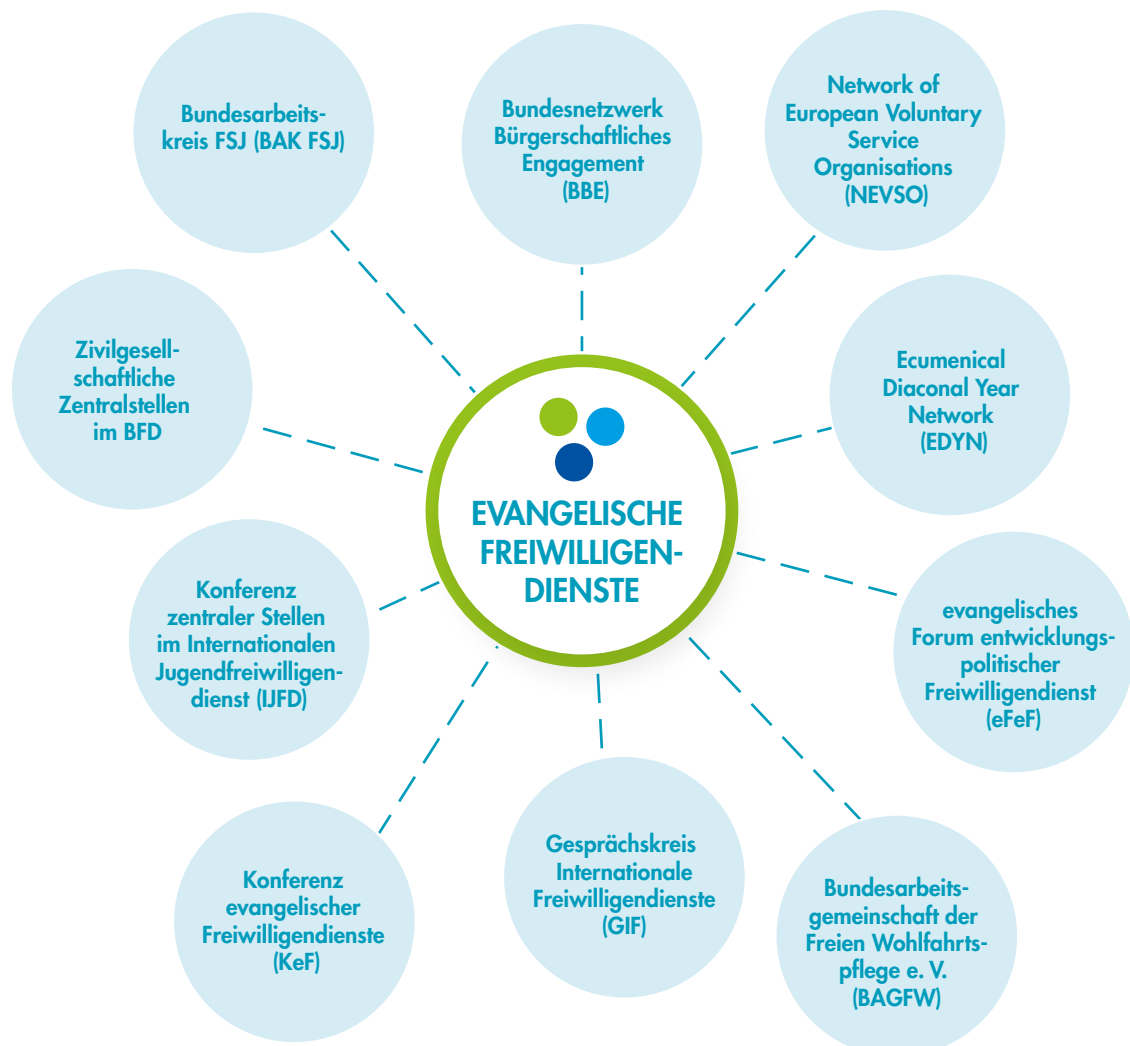 Bundesarbeits-
kreis FSJ (BAK FSJ)
Bundesnetzwerk
Bürgerschaftliches
Engagement
(BBE)
Network of
European Voluntary
Service
Organisations
(NEVSO)
Zivilgesell-
schaftliche
Zentralstellen
im BFD
Ecumenical
Diaconal Year
Network
(EDYN)
EVANGELISCHE
FREIWILLIGEN-
DIENSTE
Konferenz
zentraler Stellen
im Internationalen
Jugendfreiwilligen-
dienst (IJFD)
evangelisches
Forum entwicklungs-
politischer
Freiwilligendienst
(eFeF)
Konferenz
evangelischer
Freiwilligendienste
(KeF)
Gesprächskreis
Internationale
Freiwilligendienste
(GIF)
Bundesarbeits-
gemeinschaft der
Freien Wohlfahrts-
pflege e. V.
(BAGFW)